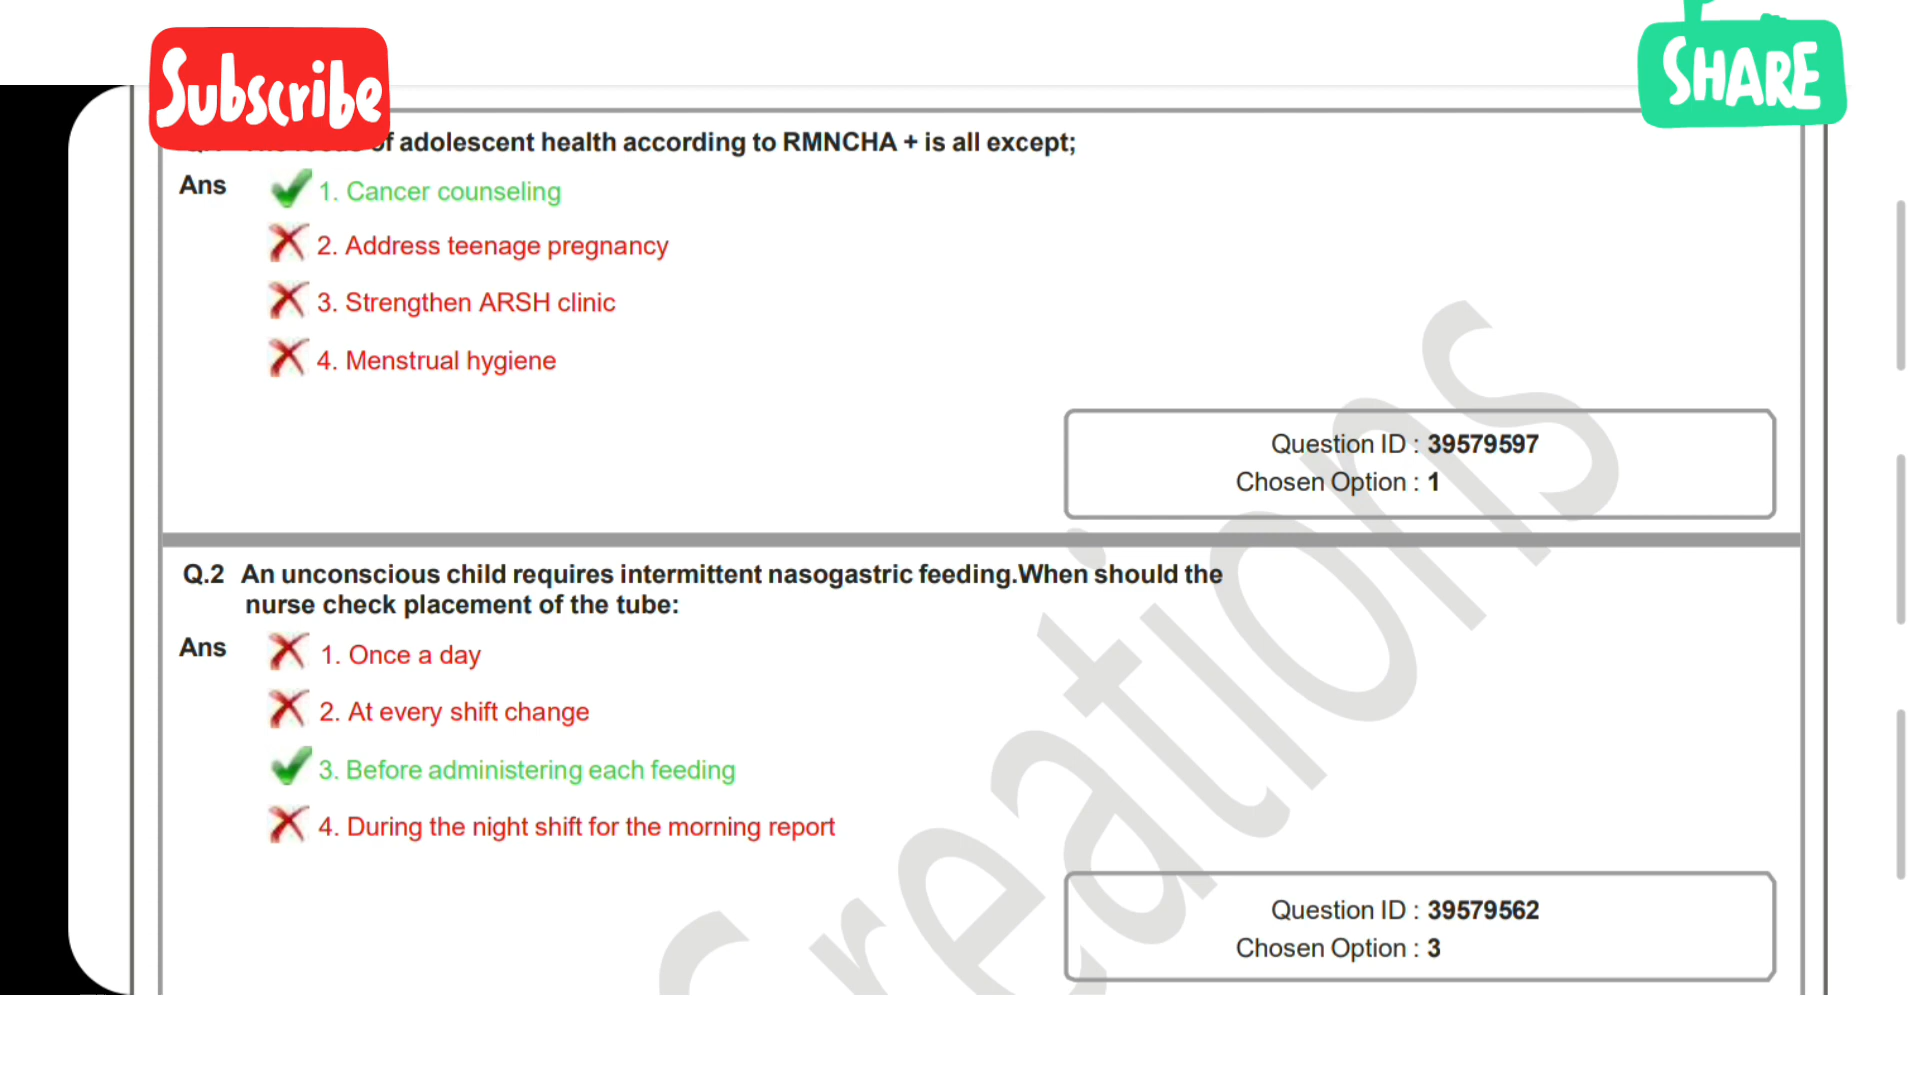 Subscribe
SHARE
of adolescent health according to RMNCHA + is all except;
Ans
1. Cancer counseling
2. Address teenage pregnancy
3. Strengthen ARSH clinic
4. Menstrual hygiene
Question ID : 39579597
Chosen Option : 1
Q.2 An unconscious child requires intermittent nasogastric feeding.When should the
nurse check placement of the tube:
Ans
1. Once a day
2. At every shift change
3. Before administering each feeding
4. During the night shift for the morning report
Question ID : 39579562
Chosen Option : 3
Creations